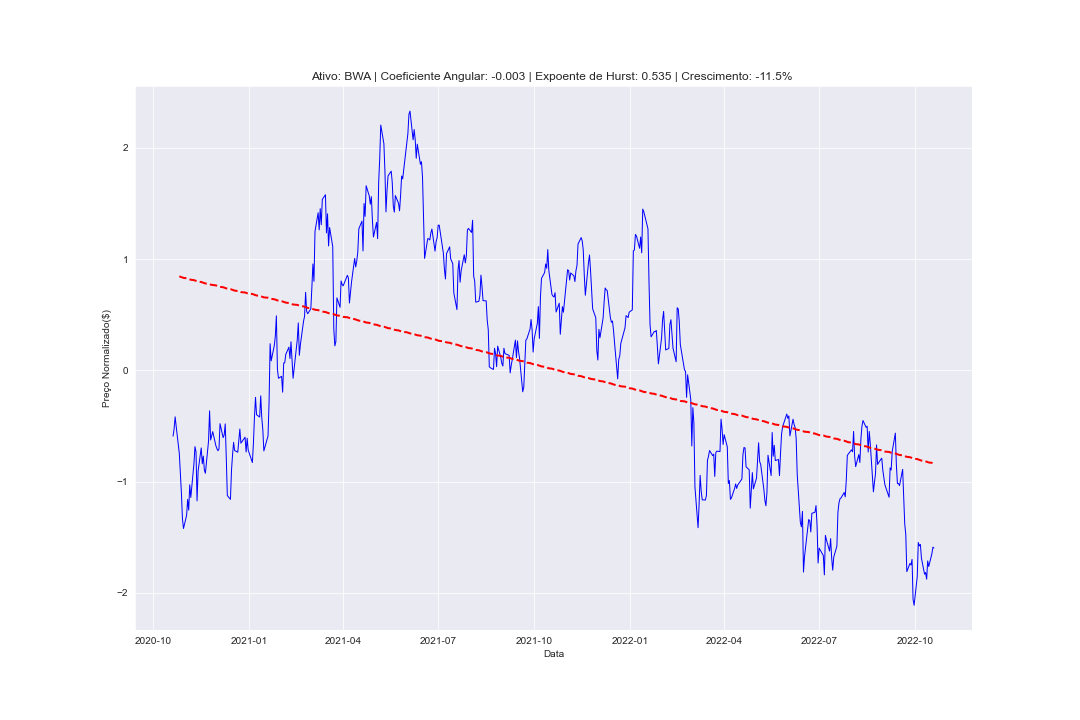 Ativo: BWA | Coeficiente Angular: -0.003 | Expoente de Hurst: 0.535 | Crescimento: -11.5%
Preço Normalizado($)
2
1
0
−1
−2
2020-10 2021-01 2021-04 2021-07 2021-10 2022-01 2022-04 2022-07 2022-10
Data